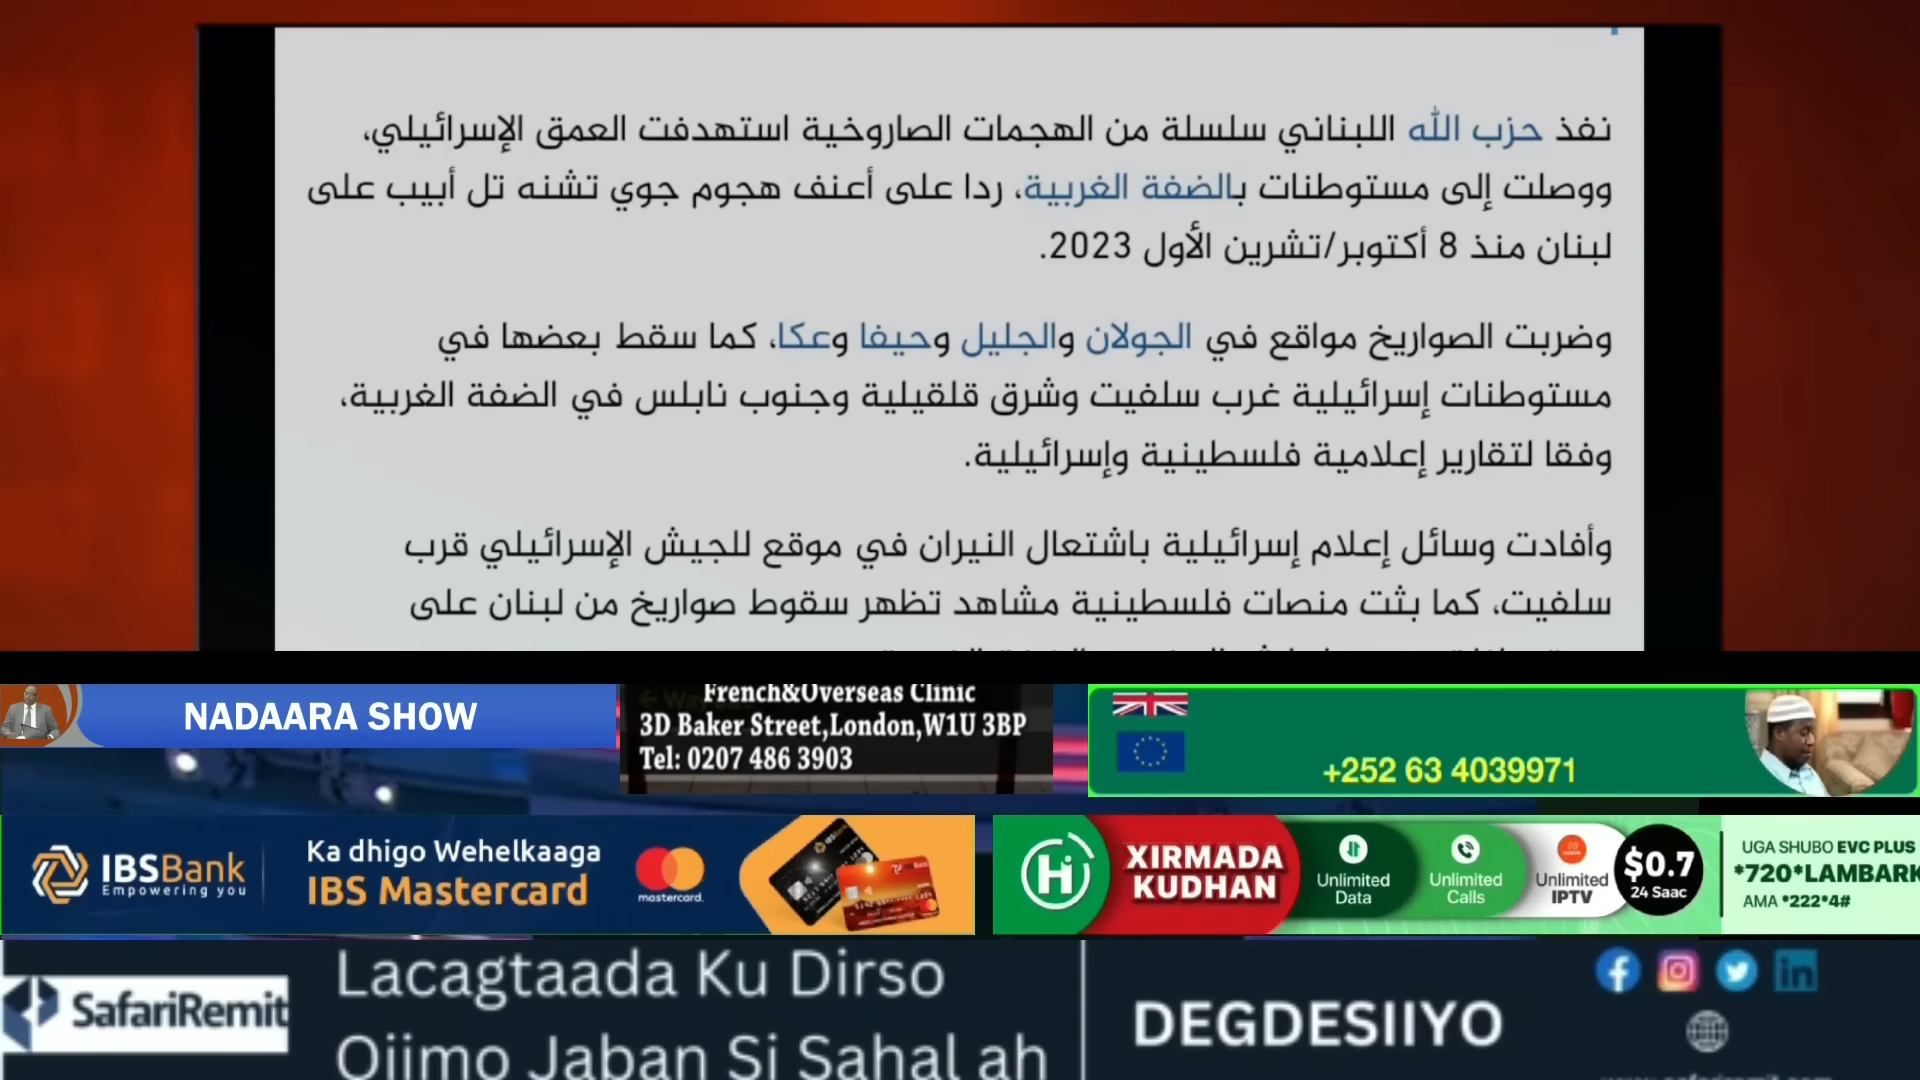 نفذ حزب الله اللبناني سلسلة من الهجمات الصاروخية استهدفت العمق الإسرائيلي،
ووصلت إلى مستوطنات بالضفة الغربية، ردا على أعنف هجوم جوي تشنه تل أبيب على
لبنان منذ 8 أكتوبر/تشرين الأول 2023.
وضربت الصواريخ مواقع في الجولان والجليل وحيفا وعكا، كما سقط بعضها في
مستوطنات إسرائيلية غرب سلفيت وشرق قلقيلية وجنوب نابلس في الضفة الغربية،
وفقا لتقارير إعلامية فلسطينية وإسرائيلية.
وأفادت وسائل إعلام إسرائيلية باشتعال النيران في موقع للجيش الإسرائيلي قرب
سلفيت، كما بثت منصات فلسطينية مشاهد تظهر سقوط صواريخ من لبنان على
NADAARA SHOW
French&Overseas Clinic
3D Baker Street,London,W1U 3BP
Tel: 0207 486 3903
+252 63 4039971
IBSBank
Empowering you
Ka dhigo Wehelkaaga
IBS Mastercard
mastercard.
Hi
XIRMADA
KUDHAN
Unlimited
Data
Unlimited
Calls
Unlimited
IPTV
$0.7
24 Saac
UGA SHUBO EVC PLUS
*720*LAMBARK
AMA *222*4#
SafariRemit
Lacagtaada Ku Dirso
Qiimo Jaban Si Sahal ah
DEGDESIIYO